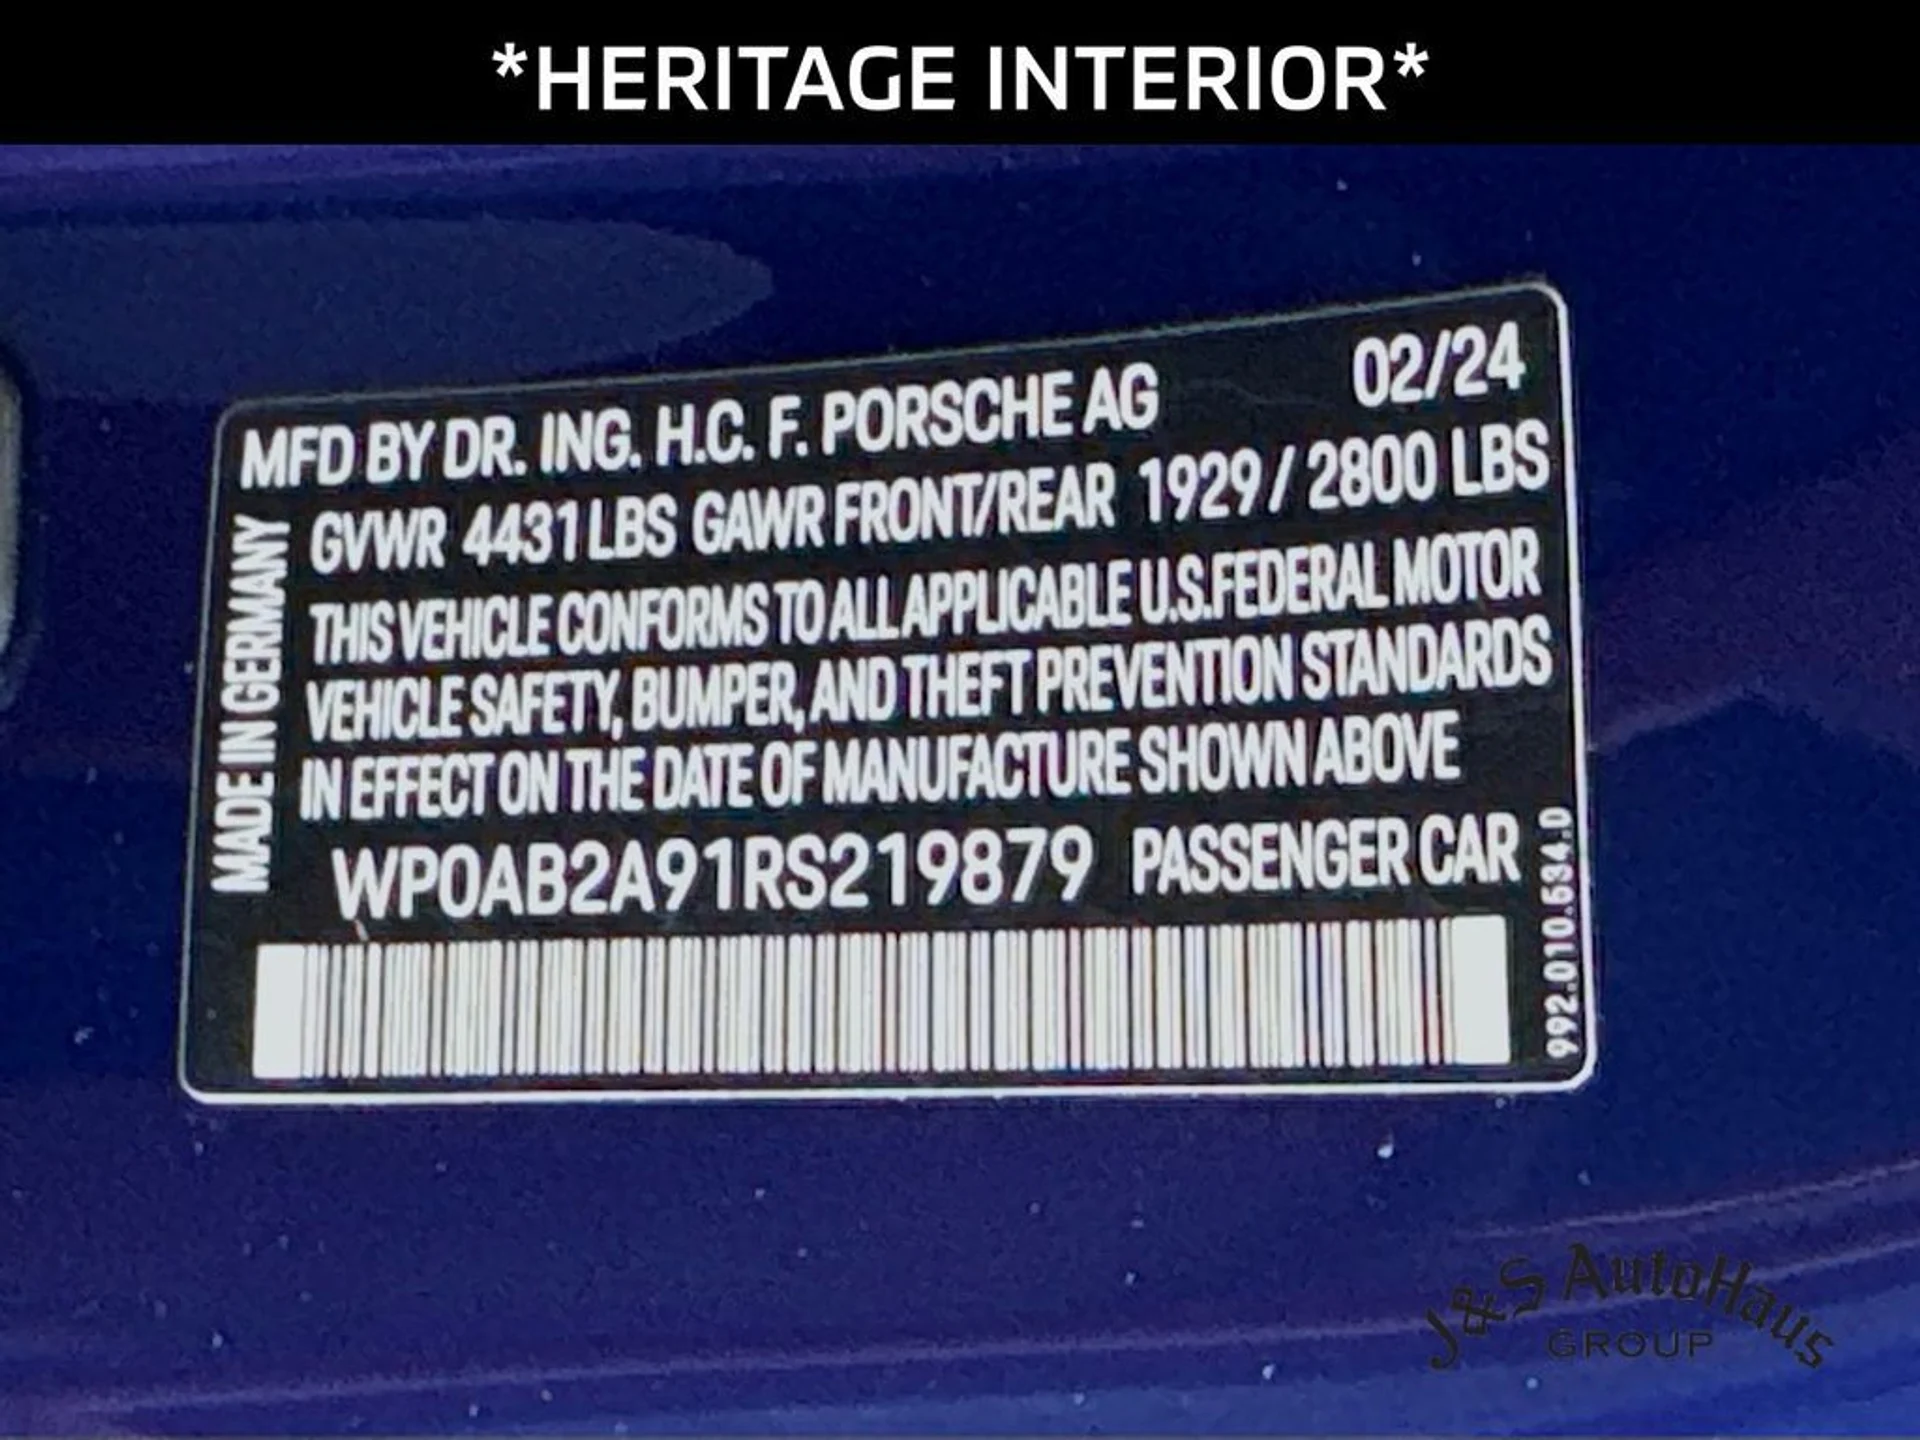 *HERITAGE INTERIOR*
MFD BY DR. ING. H.C. F. PORSCHE AG 02/24
GVWR 4431 LBS GAWR FRONT/REAR 1929 / 2800 LBS
THIS VEHICLE CONFORMS TO ALL APPLICABLE U.S.FEDERAL MOTOR
VEHICLE SAFETY, BUMPER, AND THEFT PREVENTION STANDARDS
IN EFFECT ON THE DATE OF MANUFACTURE SHOWN ABOVE
WP0AB2A91RS219879 PASSENGER CAR
MADE IN GERMANY
992.010.534.D
J&S AutoHaus
GROUP